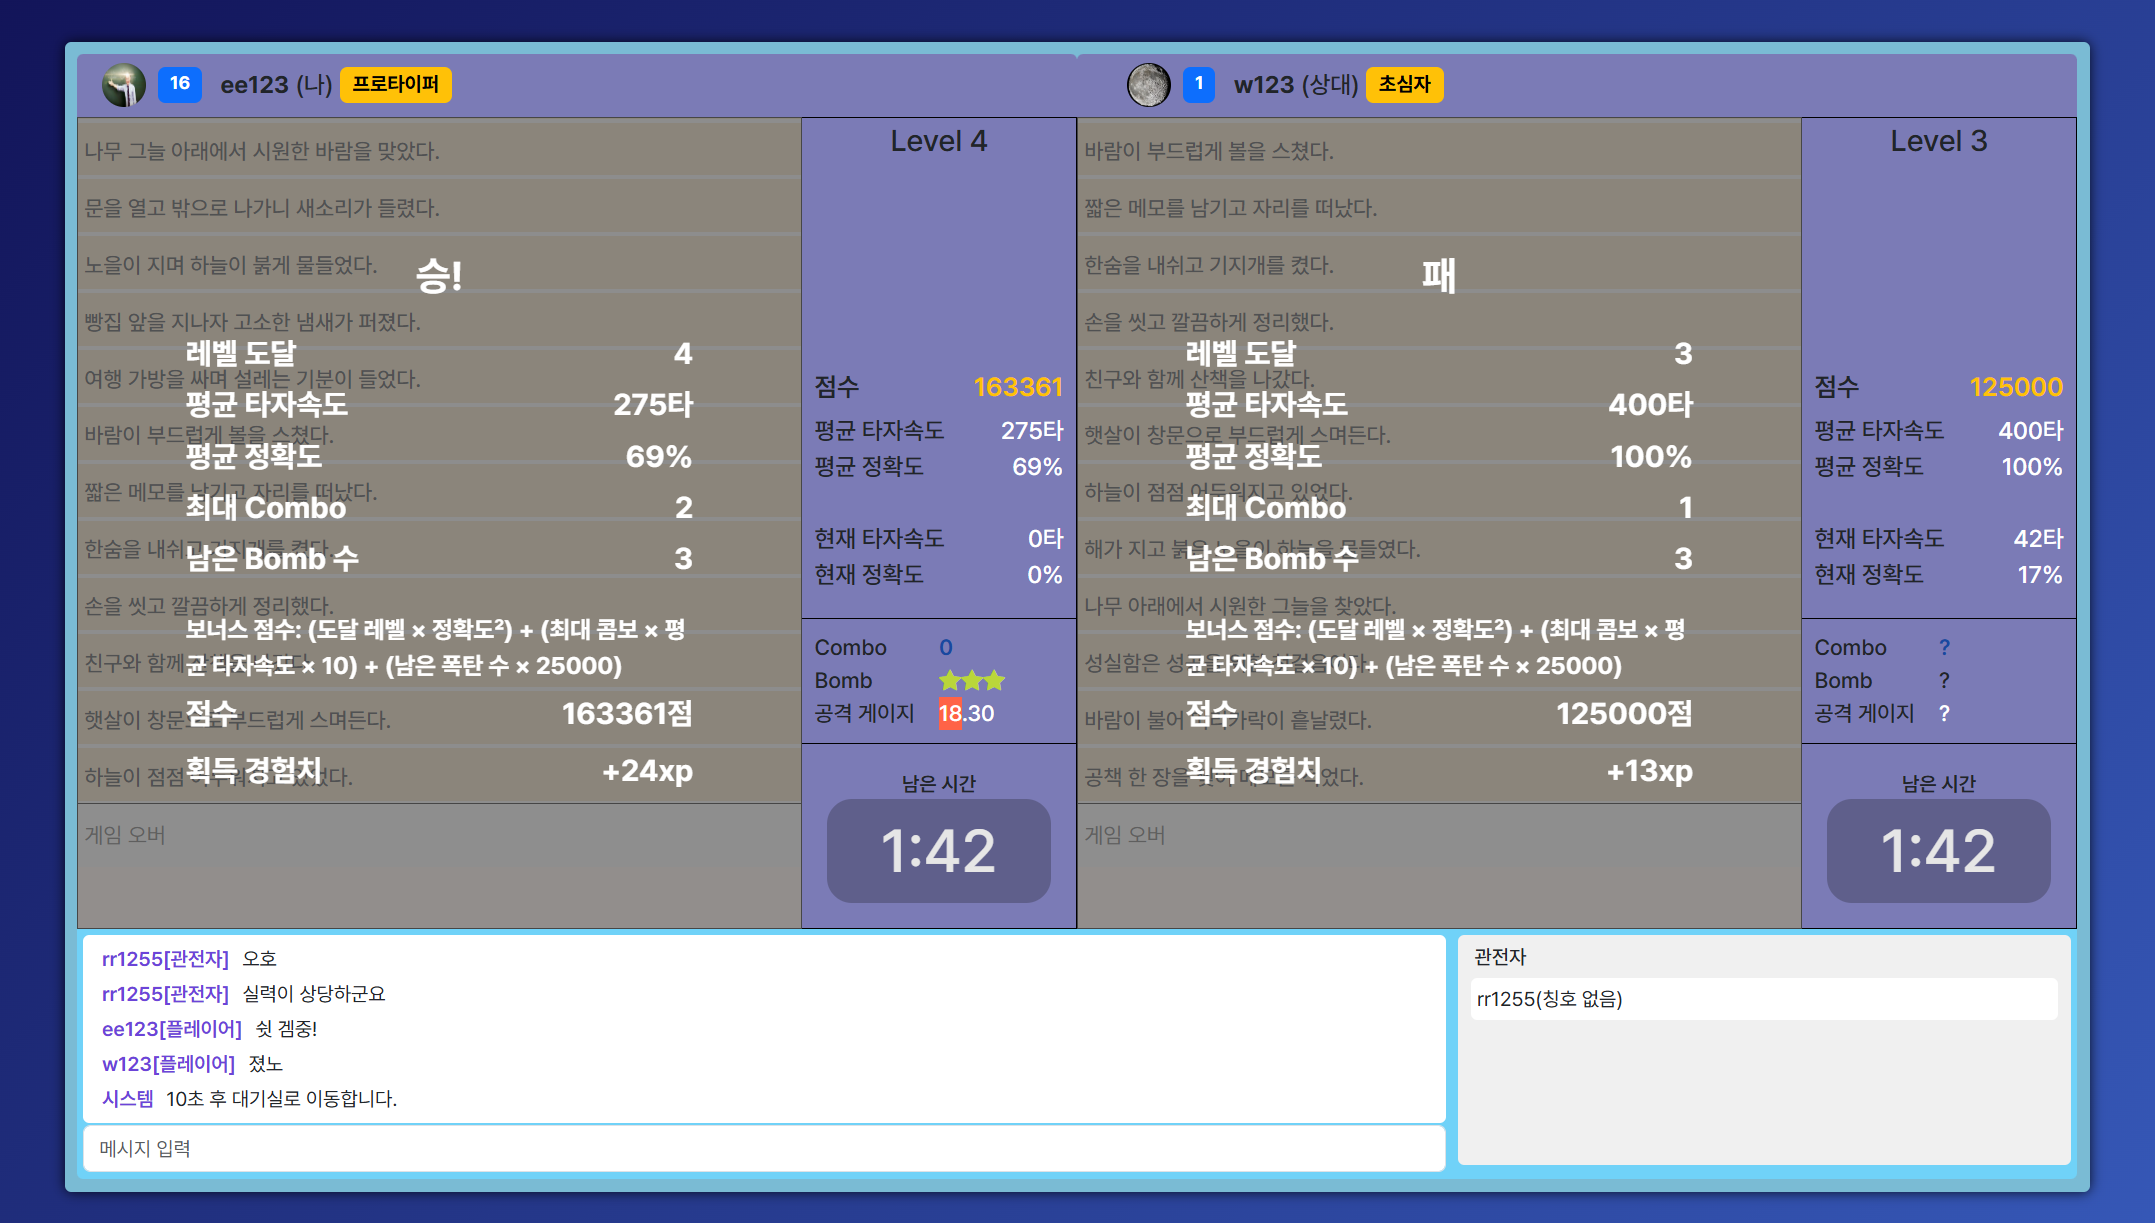 16 ee123 (나) 프로타이퍼
나무 그늘 아래에서 시원한 바람을 맞았다.
문을 열고 밖으로 나가니 새소리가 들렸다.
노을이 지며 하늘이 붉게 물들었다.
승!
빵집 앞을 지나자 고소한 냄새가 퍼졌다.
레벨 도달 4
여행 가방을 싸며 설레는 기분이 들었다.
평균 타자속도 275타
바람이 부드럽게 볼을 스쳤다.
평균 정확도 69%
짧은 메모를 남기고 자리를 떠났다.
최대 Combo 2
한숨을 내쉬고 기지개를 켰다.
남은 Bomb 수 3
손을 씻고 깔끔하게 정리했다.
보너스 점수: (도달 레벨 × 정확도²) + (최대 콤보 × 평
균 타자속도 × 10) + (남은 폭탄 수 × 25000)
친구와 함께
점수 163361점
햇살이 창문으로 부드럽게 스며든다.
획득 경험치 +24xp
하늘이 점점
게임 오버
Level 4
점수 163361
평균 타자속도 275타
평균 정확도 69%
현재 타자속도 0타
현재 정확도 0%
Combo 0
Bomb
공격 게이지 18.30
남은 시간
1:42
1 w123 (상대) 초심자
바람이 부드럽게 볼을 스쳤다.
짧은 메모를 남기고 자리를 떠났다.
한숨을 내쉬고 기지개를 켰다.
패
손을 씻고 깔끔하게 정리했다.
레벨 도달 3
친구와 함께 산책을 나갔다.
평균 타자속도 400타
햇살이 창문으로 부드럽게 스며든다.
평균 정확도 100%
하늘이 점점 어두워지고 있었다.
최대 Combo 1
해가 지고 붉은 노을이 하늘을 물들였다.
남은 Bomb 수 3
나무 아래에서 시원한 그늘을 찾았다.
보너스 점수: (도달 레벨 × 정확도²) + (최대 콤보 × 평
균 타자속도 × 10) + (남은 폭탄 수 × 25000)
성실함은
점수 125000점
바람이 불어 흩날렸다.
획득 경험치 +13xp
공책 한 장을
게임 오버
Level 3
점수 125000
평균 타자속도 400타
평균 정확도 100%
현재 타자속도 42타
현재 정확도 17%
Combo ?
Bomb ?
공격 게이지 ?
남은 시간
1:42
rr1255[관전자] 오호
rr1255[관전자] 실력이 상당하군요
ee123[플레이어] 쉿 겜중!
w123[플레이어] 졌노
시스템 10초 후 대기실로 이동합니다.
메시지 입력
관전자
rr1255(칭호 없음)